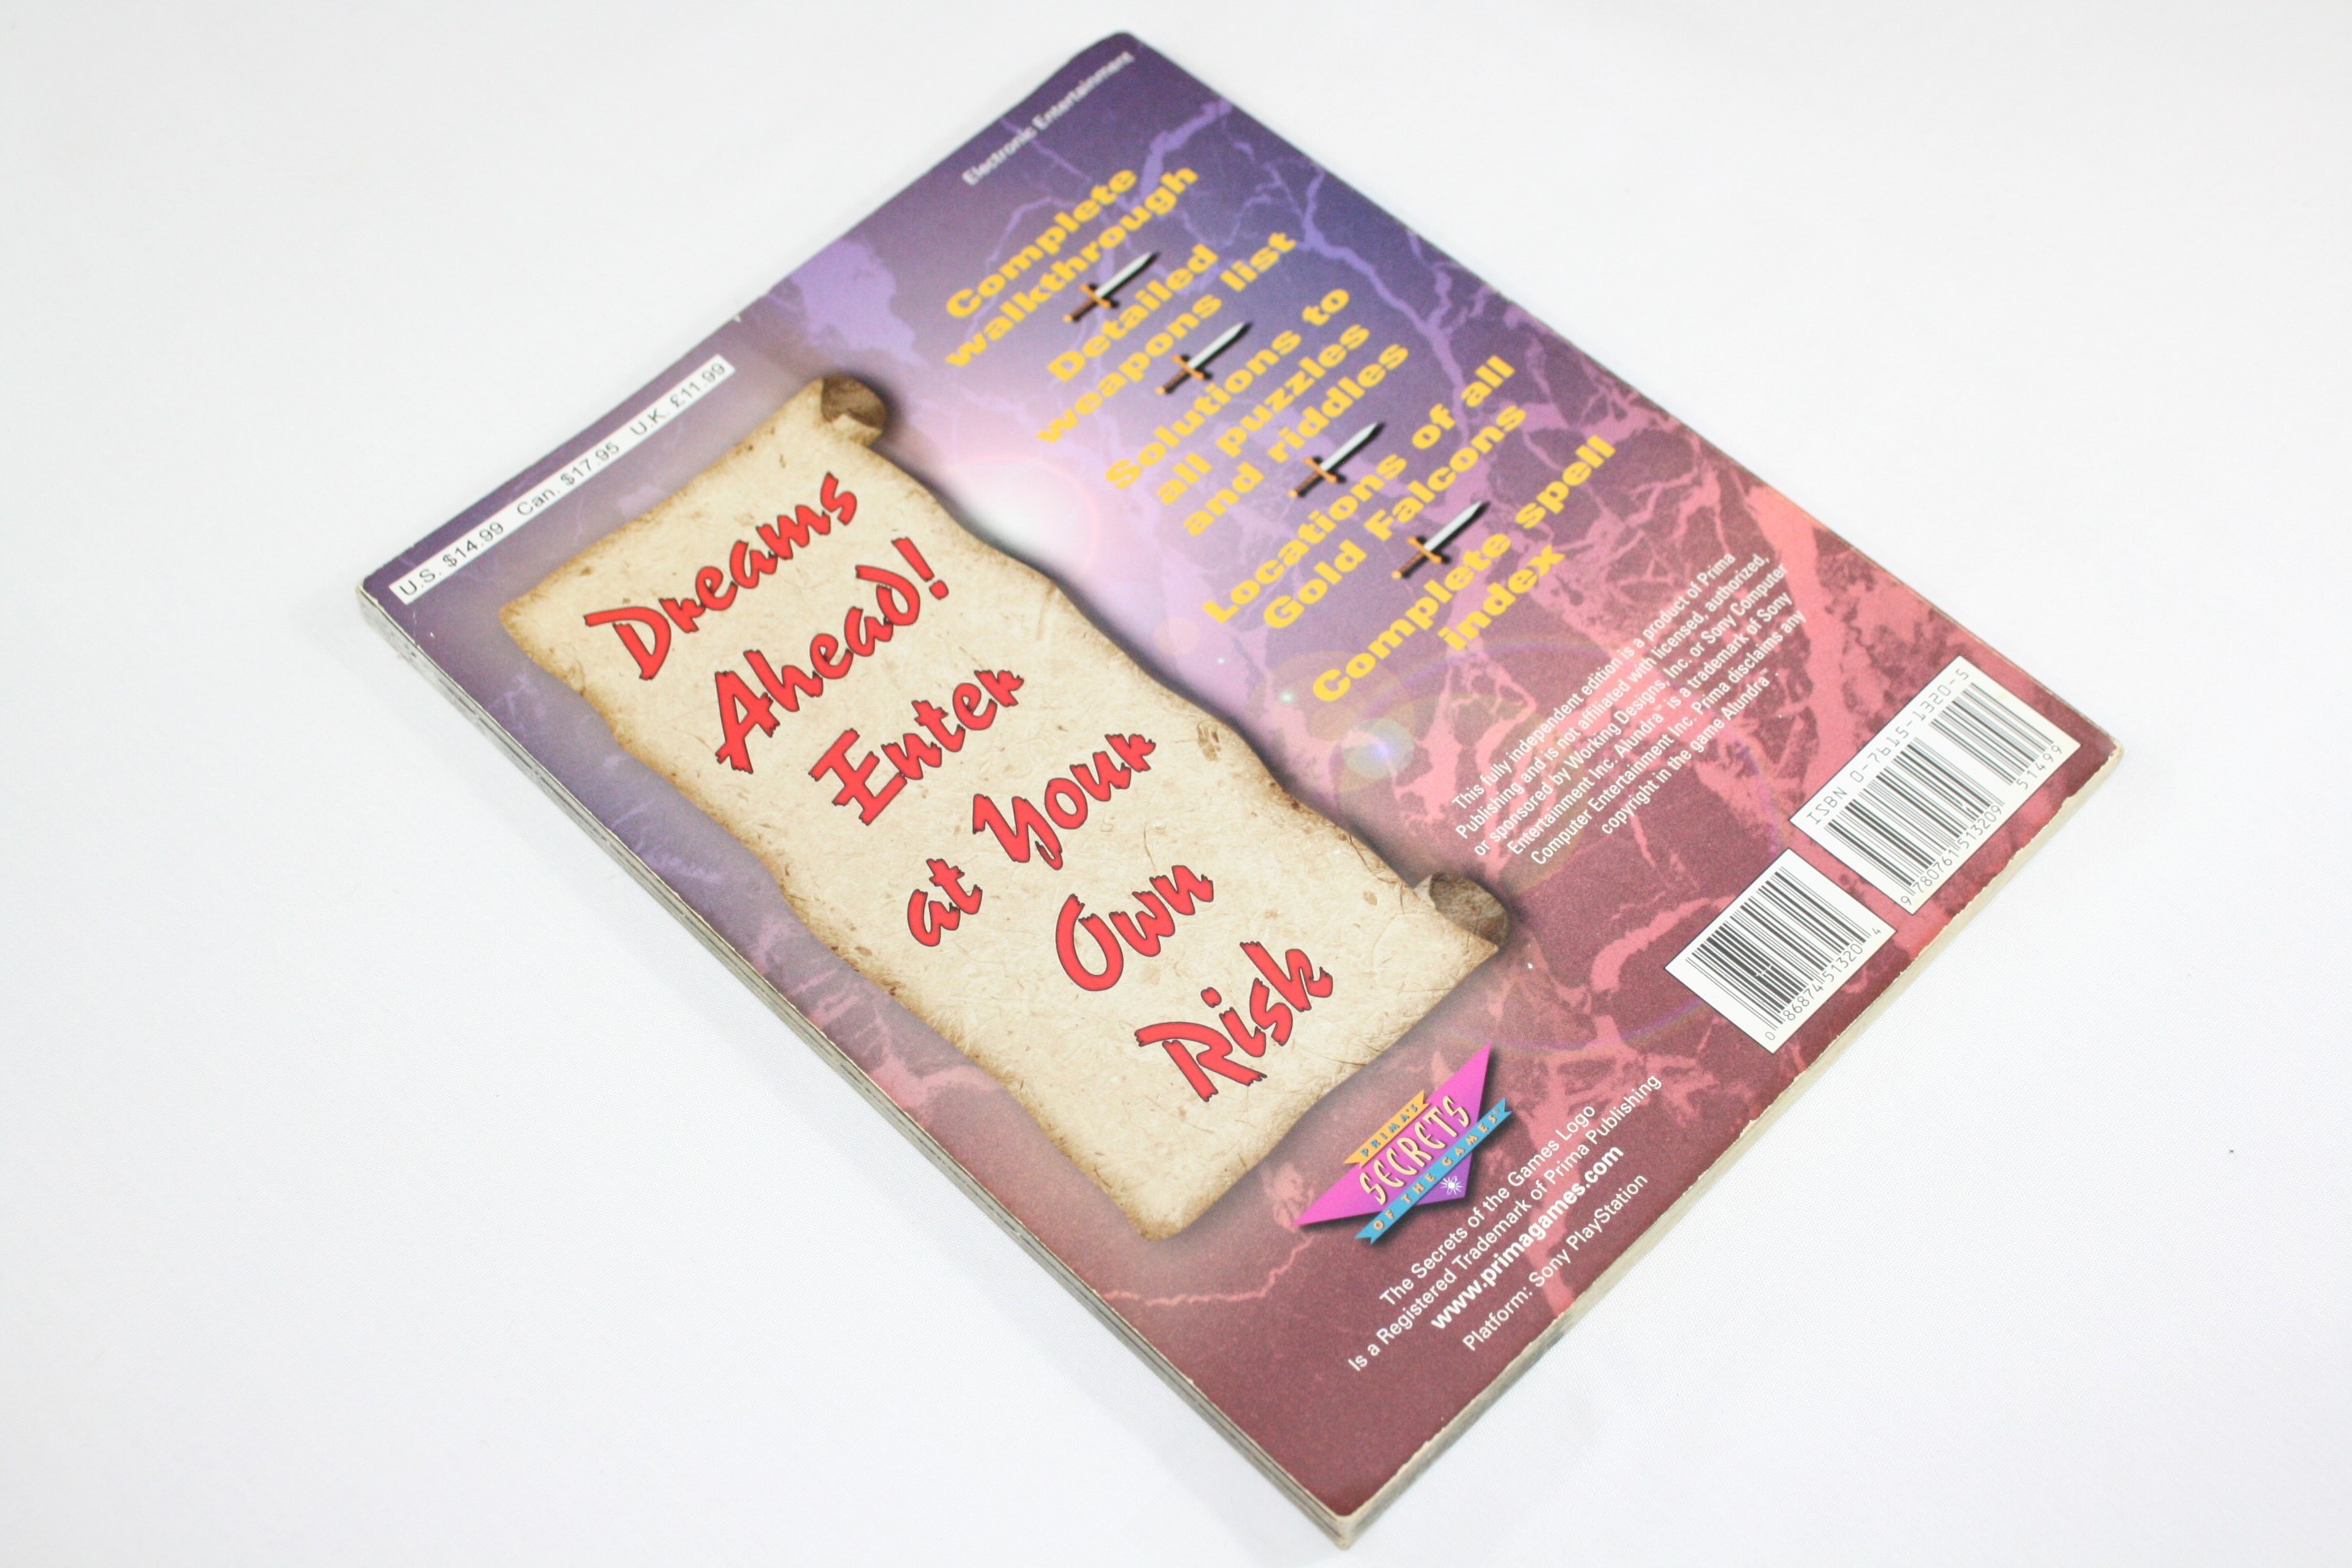 U.S. $14.99 Can. $17.95 U.K. £11.99
Electronic Entertainment
Dreams
Ahead!
Enter
at Your
Own
Risk
Complete
walkthrough
Detailed
weapons list
Solutions to
all puzzles
and riddles
Locations of all
Gold Falcons
Complete spell
index
This fully independent edition is a product of Prima
Publishing and is not affiliated with licensed, authorized,
or sponsored by Working Designs, Inc. or Sony Computer
Entertainment Inc. Alundra™ is a trademark of Sony
Computer Entertainment Inc. Prima disclaims any
copyright in the game Alundra™.
ISBN 0-7615-1320-5
9 780761 513209
51499
0 86874 51320 4
PRIMA'S
SECRETS
OF THE GAMES
The Secrets of the Games Logo
Is a Registered Trademark of Prima Publishing
www.primagames.com
Platform: Sony PlayStation